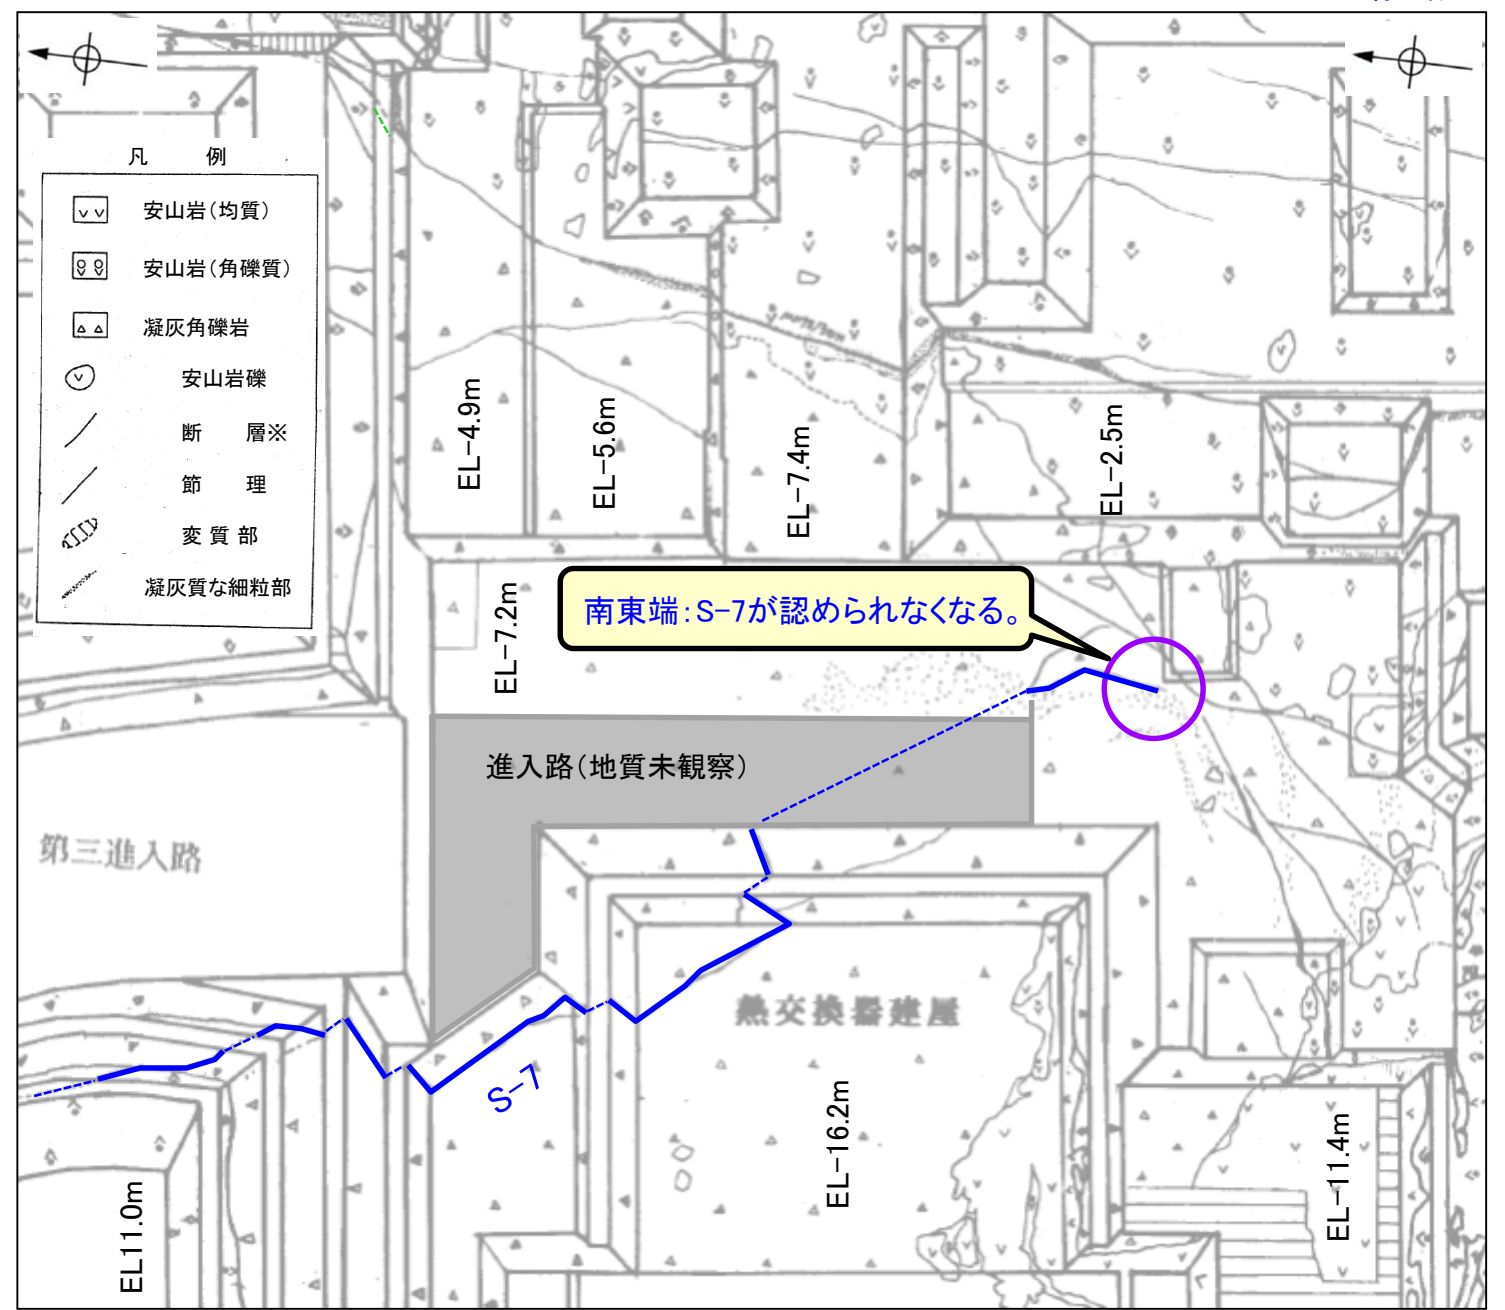 凡 例
安山岩(均質)
安山岩(角礫質)
凝灰角礫岩
安山岩礫
断 層※
節 理
変質部
凝灰質な細粒部
EL-4.9m
EL-5.6m
EL-7.4m
EL-2.5m
EL-7.2m
南東端:S-7が認められなくなる。
進入路(地質未観察)
第三進入路
熱交換器建屋
S-7
EL-16.2m
EL-11.4m
EL11.0m